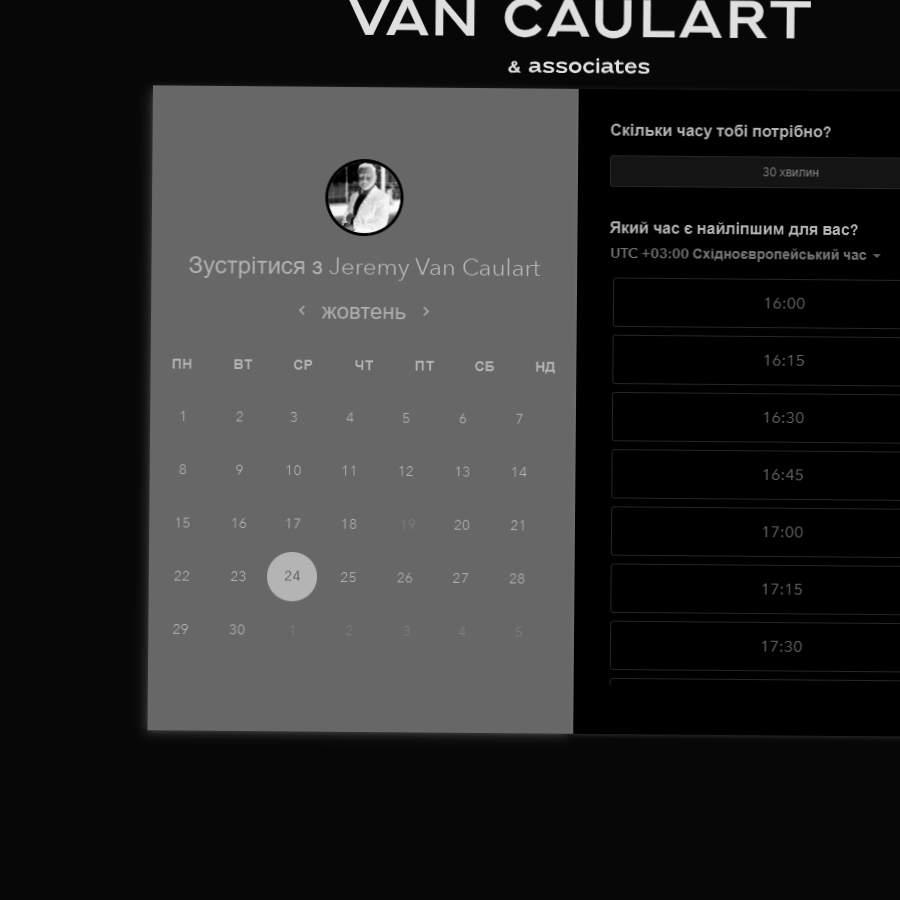 VAN CAULART
& associates
Зустрітися з Jeremy Van Caulart
жовтень
ПН ВТ СР ЧТ ПТ СБ НД
1 2 3 4 5 6 7
8 9 10 11 12 13 14
15 16 17 18 19 20 21
22 23 24 25 26 27 28
29 30 1 2 3 4 5
Скільки часу тобі потрібно?
30 хвилин
Який час є найліпшим для вас?
UTC +03:00 Східноєвропейський час
16:00
16:15
16:30
16:45
17:00
17:15
17:30